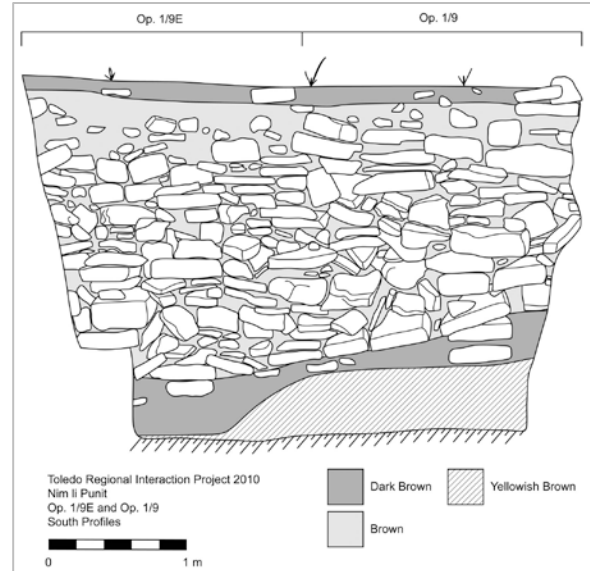 Op. 1/9E
Op. 1/9
Toledo Regional Interaction Project 2010
Nim li Punit
Op. 1/9E and Op. 1/9
South Profiles
0
1 m
Dark Brown
Yellowish Brown
Brown